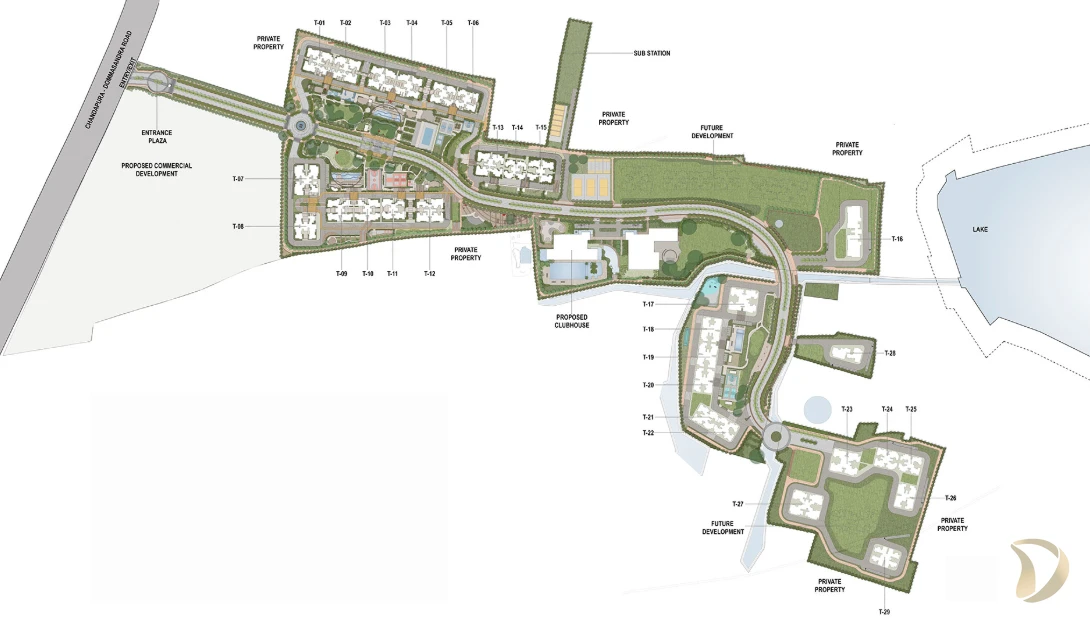 T-01
T-02
T-03
T-04
T-05
T-06
PRIVATE
PROPERTY
SUB STATION
CHANDAPURA - DOMMASANDRA ROAD
ENTRY/EXIT
ENTRANCE
PLAZA
PROPOSED COMMERCIAL
DEVELOPMENT
T-13
T-14
T-15
PRIVATE
PROPERTY
FUTURE
DEVELOPMENT
PRIVATE
PROPERTY
T-07
T-08
T-09
T-10
T-11
T-12
PRIVATE
PROPERTY
T-16
LAKE
PROPOSED
CLUBHOUSE
T-17
T-18
T-19
T-20
T-21
T-22
T-28
T-23
T-24
T-25
T-26
T-27
FUTURE
DEVELOPMENT
PRIVATE
PROPERTY
PRIVATE
PROPERTY
T-29